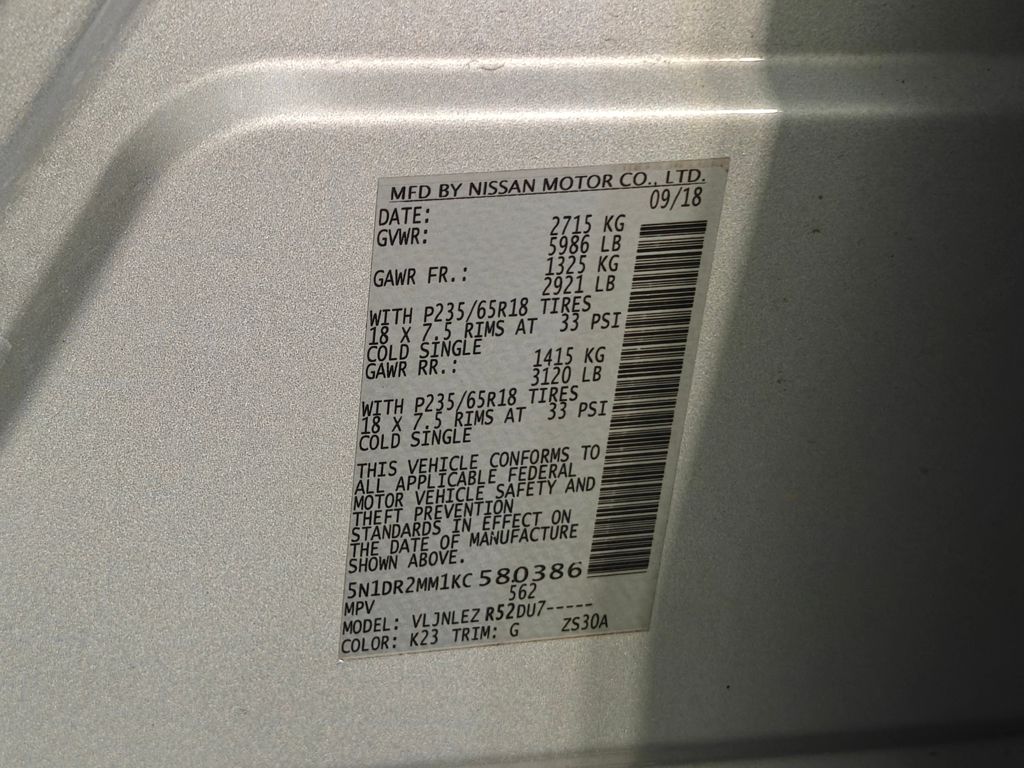 MFD BY NISSAN MOTOR CO., LTD.
DATE: 09/18
GVWR: 2715 KG
5986 LB
GAWR FR.: 1325 KG
2921 LB
WITH P235/65R18 TIRES
18 X 7.5 RIMS AT 33 PSI
COLD SINGLE
GAWR RR.: 1415 KG
3120 LB
WITH P235/65R18 TIRES
18 X 7.5 RIMS AT 33 PSI
COLD SINGLE
THIS VEHICLE CONFORMS TO
ALL APPLICABLE FEDERAL
MOTOR VEHICLE SAFETY AND
THEFT PREVENTION
STANDARDS IN EFFECT ON
THE DATE OF MANUFACTURE
SHOWN ABOVE.
5N1DR2MM1KC 580386
MPV 562
MODEL: VLJNLEZ R52DU7-----
COLOR: K23 TRIM: G ZS30A